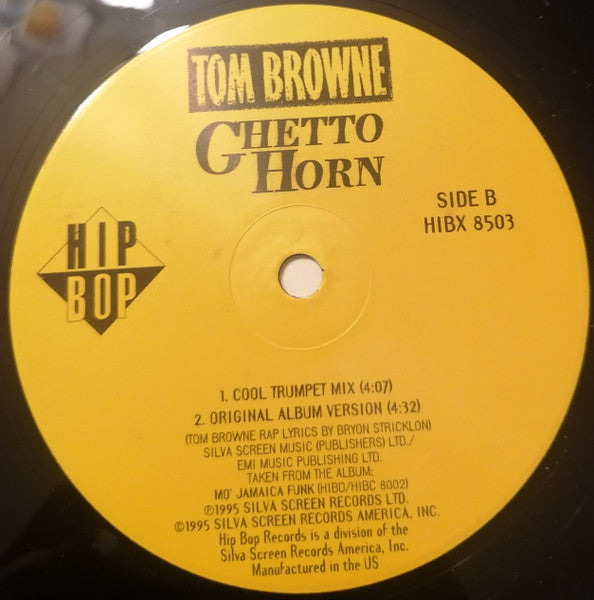 TOM BROWNE
GHETTO
HORN
HIP
BOP
SIDE B
HIBX 8503
1. COOL TRUMPET MIX (4:07)
2. ORIGINAL ALBUM VERSION (4:32)
(TOM BROWNE RAP LYRICS BY BRYON STRICKLON)
SILVA SCREEN MUSIC (PUBLISHERS) LTD./
EMI MUSIC PUBLISHING LTD.
TAKEN FROM THE ALBUM:
MO' JAMAICA FUNK (HIBD/HIBC 8002)
℗1995 SILVA SCREEN RECORDS LTD.
©1995 SILVA SCREEN RECORDS AMERICA, INC.
Hip Bop Records is a division of the
Silva Screen Records America, Inc.
Manufactured in the US